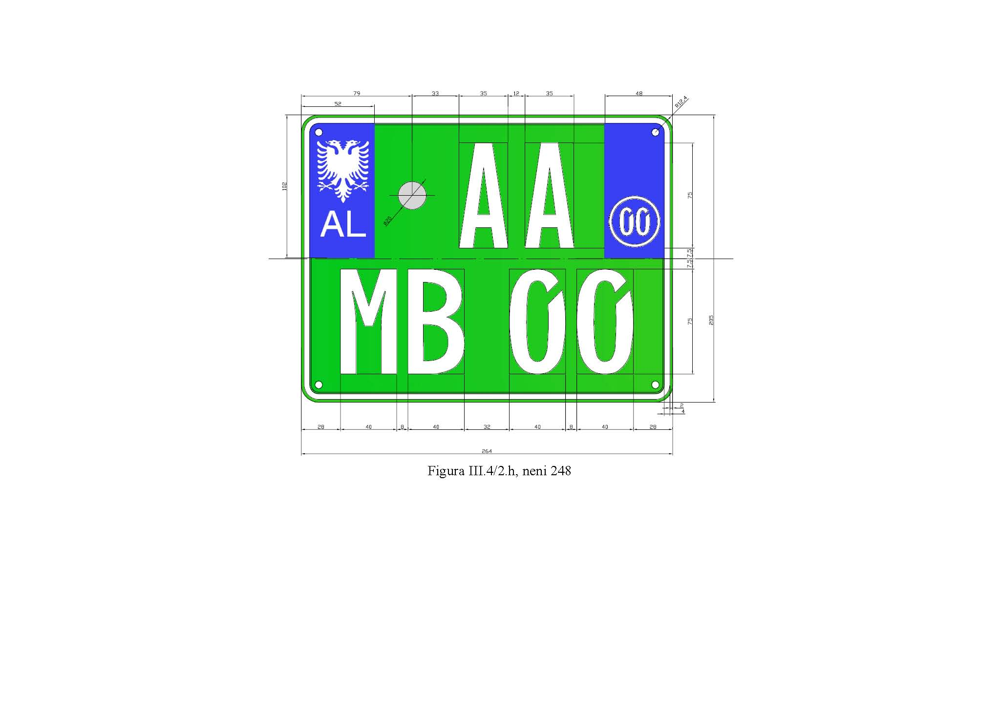 79 33 35 12 35 48
52 R12,4
AA
102 Ø20 75
AL 00
7,5
7,5
MB 00
75 205
2
4
28 40 8 40 32 40 8 40 28
264
Figura III.4/2.h, neni 248